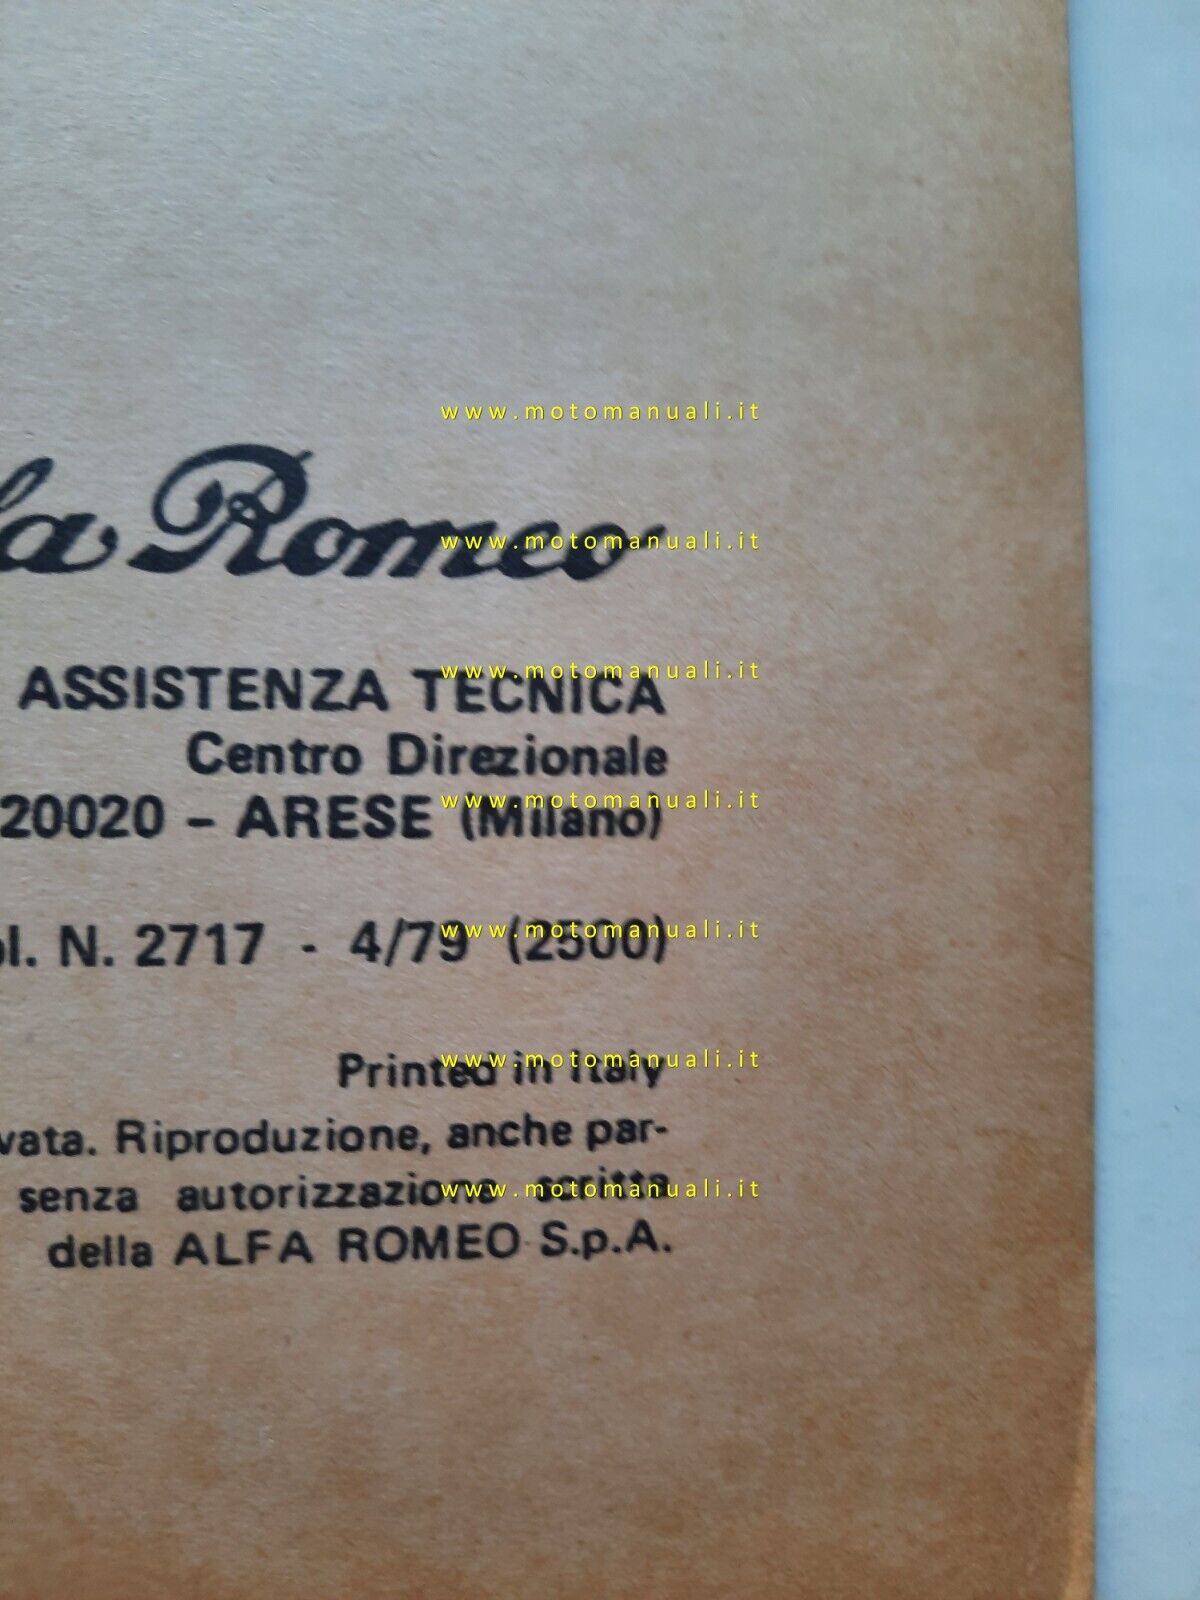 www.motomanuali.it
la Romeo
www.motomanuali.it
www.motomanuali.it
ASSISTENZA TECNICA
Centro Direzionale
www.motomanuali.it
20020 – ARESE (Milano)
www.motomanuali.it
bl. N. 2717 - 4/79 (2500)
www.motomanuali.it
Printed in Italy
vata. Riproduzione, anche par-
www.motomanuali.it
senza autorizzazione scritta
della ALFA ROMEO S.p.A.